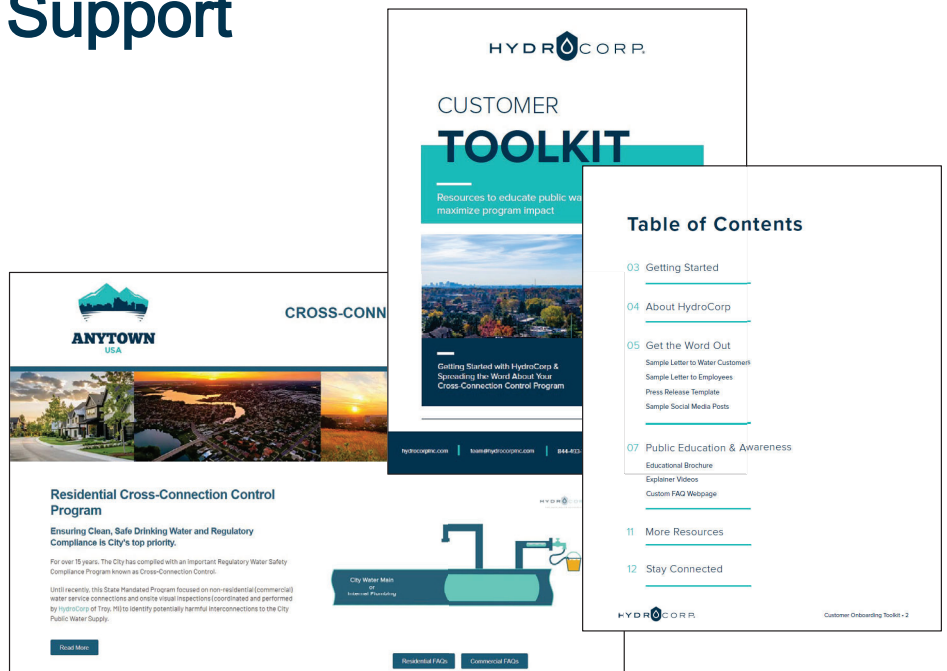 Support
HYDROCORP.
CUSTOMER
TOOLKIT
Resources to educate public wa
maximize program impact
Getting Started with HydroCorp &
Spreading the Word About Your
Cross-Connection Control Program
hydrocorpinc.com | team@hydrocorpinc.com | 844-493-
Table of Contents
03 Getting Started
04 About HydroCorp
05 Get the Word Out
Sample Letter to Water Customers
Sample Letter to Employees
Press Release Template
Sample Social Media Posts
07 Public Education & Awareness
Educational Brochure
Explainer Videos
Custom FAQ Webpage
11 More Resources
12 Stay Connected
HYDROCORP.
Customer Onboarding Toolkit • 2
ANYTOWN
USA
CROSS-CONN
Residential Cross-Connection Control
Program
Ensuring Clean, Safe Drinking Water and Regulatory
Compliance is City's top priority.
For over 15 years. The City has complied with an important Regulatory Water Safety
Compliance Program known as Cross-Connection Control.
Until recently, this State Mandated Program focused on non-residential (commercial)
water service connections and onsite visual inspections (coordinated and performed
by HydroCorp of Troy, MI) to identify potentially harmful interconnections to the City
Public Water Supply.
Read More
HYDRO
City Water Main
or
Internal Plumbing
Residential FAQs
Commercial FAQs